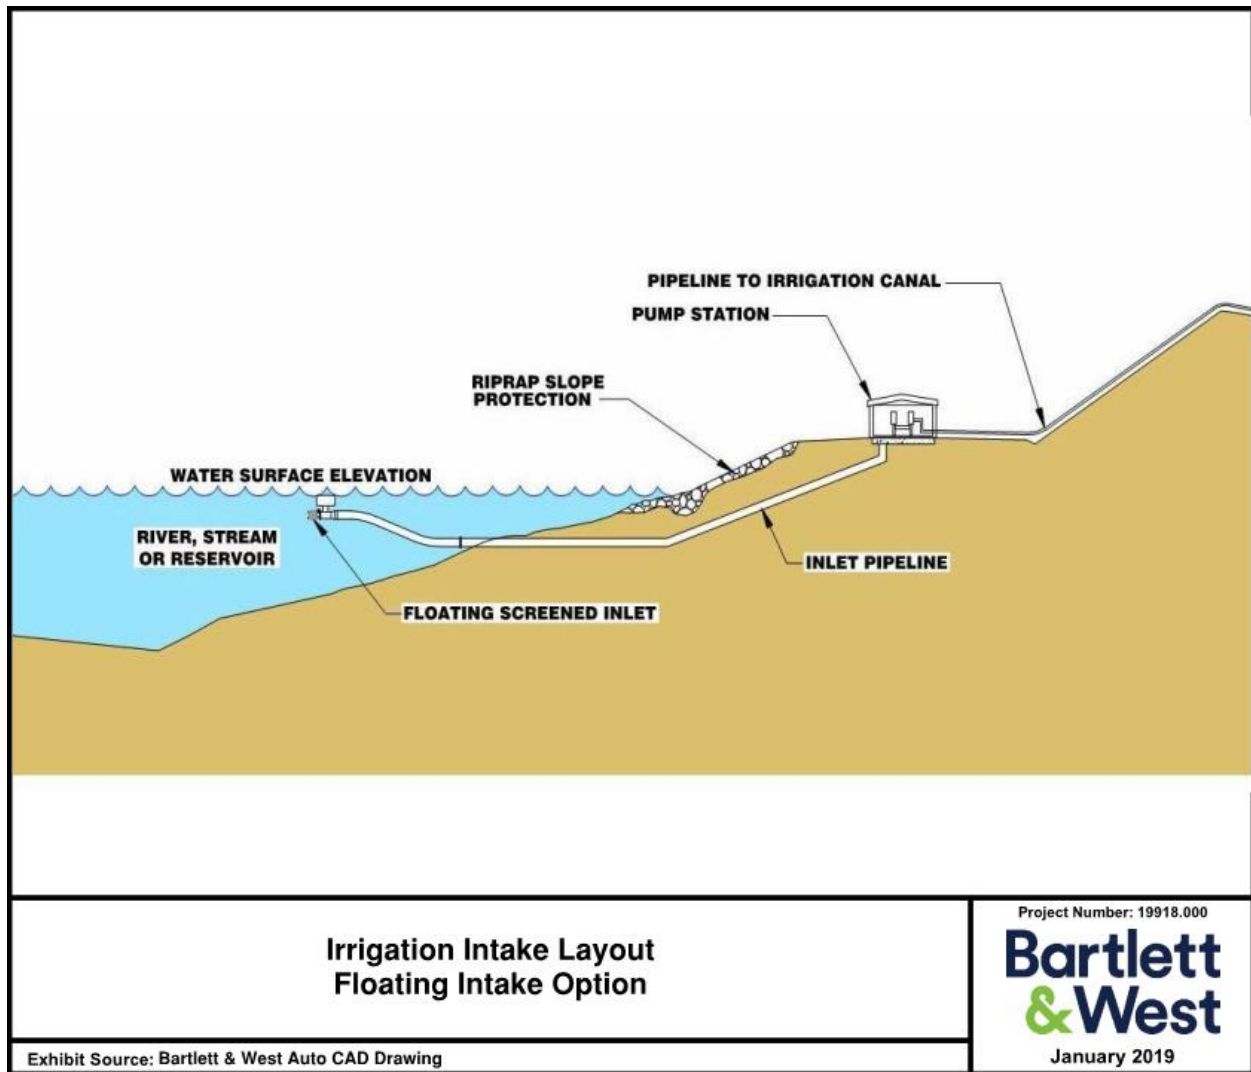 PIPELINE TO IRRIGATION CANAL
PUMP STATION
RIPRAP SLOPE
PROTECTION
WATER SURFACE ELEVATION
RIVER, STREAM
OR RESERVOIR
INLET PIPELINE
FLOATING SCREENED INLET
Irrigation Intake Layout
Floating Intake Option
Exhibit Source: Bartlett & West Auto CAD Drawing
Project Number: 19918.000
Bartlett
&West
January 2019